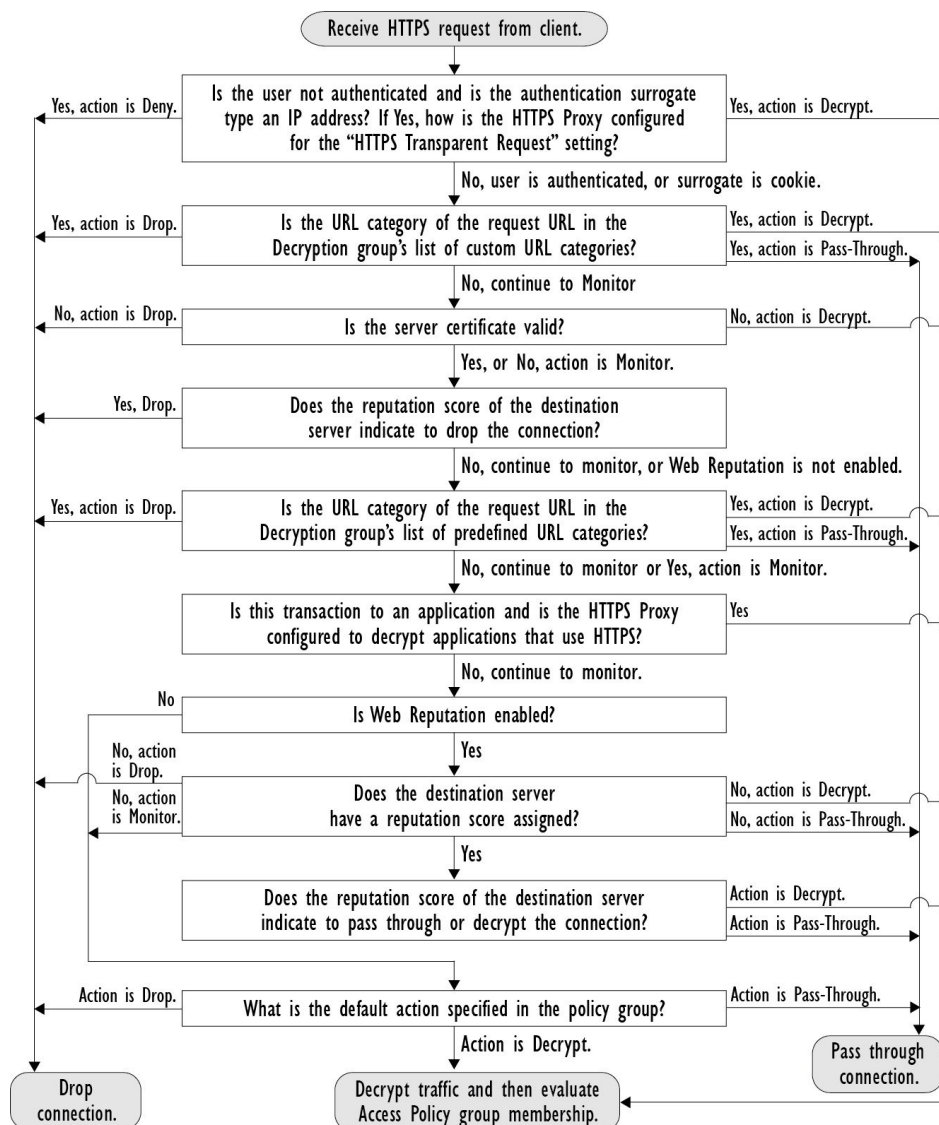 Receive HTTPS request from client.
Yes, action is Deny.
Is the user not authenticated and is the authentication surrogate
type an IP address? If Yes, how is the HTTPS Proxy configured
for the “HTTPS Transparent Request” setting?
Yes, action is Decrypt.
No, user is authenticated, or surrogate is cookie.
Yes, action is Drop.
Is the URL category of the request URL in the
Decryption group’s list of custom URL categories?
Yes, action is Decrypt.
Yes, action is Pass-Through.
No, continue to Monitor
No, action is Drop.
Is the server certificate valid?
No, action is Decrypt.
Yes, or No, action is Monitor.
Yes, Drop.
Does the reputation score of the destination
server indicate to drop the connection?
No, continue to monitor, or Web Reputation is not enabled.
Yes, action is Drop.
Is the URL category of the request URL in the
Decryption group’s list of predefined URL categories?
Yes, action is Decrypt.
Yes, action is Pass-Through.
No, continue to monitor or Yes, action is Monitor.
Is this transaction to an application and is the HTTPS Proxy
configured to decrypt applications that use HTTPS?
Yes
No, continue to monitor.
No
Is Web Reputation enabled?
Yes
No, action
is Drop.
No, action
is Monitor.
Does the destination server
have a reputation score assigned?
No, action is Decrypt.
No, action is Pass-Through.
Yes
Does the reputation score of the destination server
indicate to pass through or decrypt the connection?
Action is Decrypt.
Action is Pass-Through.
Action is Drop.
What is the default action specified in the policy group?
Action is Pass-Through.
Action is Decrypt.
Drop
connection.
Decrypt traffic and then evaluate
Access Policy group membership.
Pass through
connection.